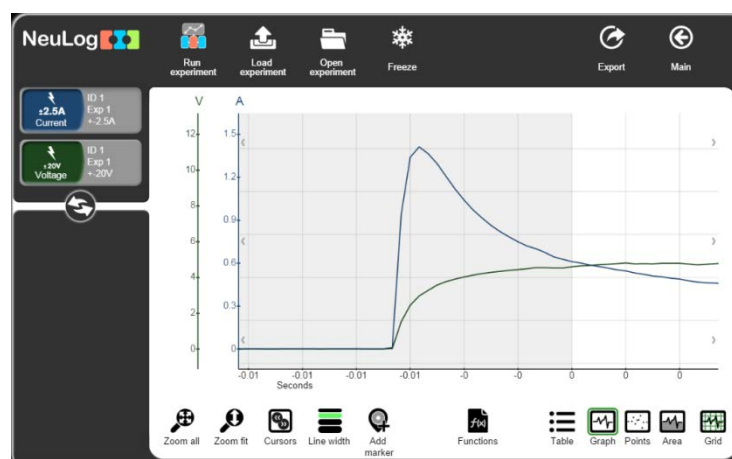 NeuLog
Run
experiment
Load
experiment
Open
experiment
Freeze
Export
Main
±2.5A
Current
ID 1
Exp 1
+-2.5A
±20V
Voltage
ID 1
Exp 1
+-20V
V A
12 1.5
10
1.2
8
0.9
6
0.6
4
0.3
2
0 0
-0.01 -0.01 -0.01 -0.01 -0 -0 0 0 0
Seconds
Zoom all
Zoom fit
Cursors
Line width
Add
marker
f(x)
Functions
Table
Graph
Points
Area
Grid